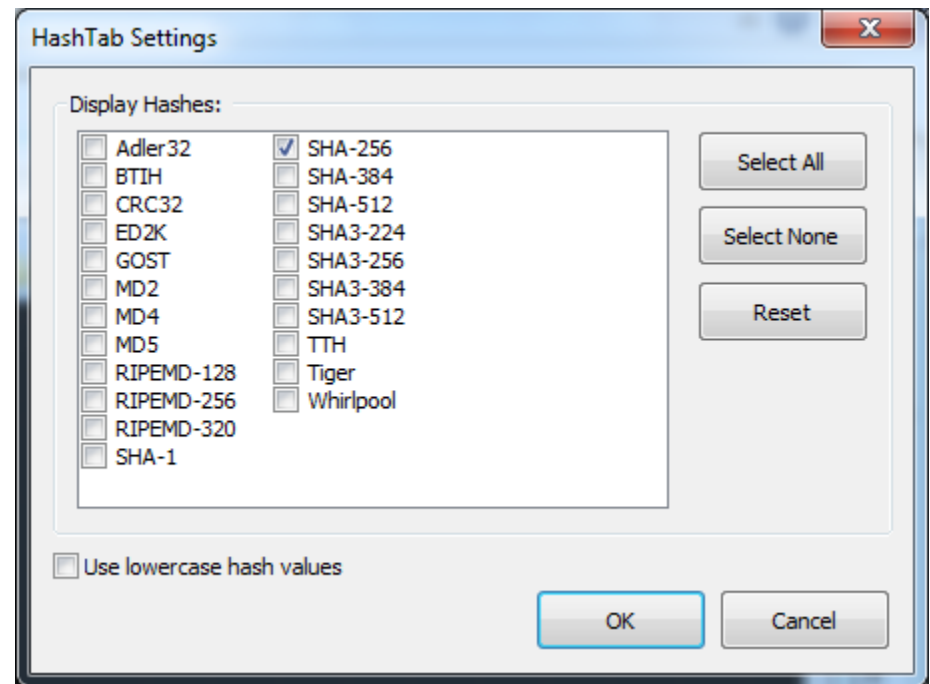 HashTab Settings
Display Hashes:
Adler32
BTIH
CRC32
ED2K
GOST
MD2
MD4
MD5
RIPEMD-128
RIPEMD-256
RIPEMD-320
SHA-1
SHA-256
SHA-384
SHA-512
SHA3-224
SHA3-256
SHA3-384
SHA3-512
TTH
Tiger
Whirlpool
Select All
Select None
Reset
Use lowercase hash values
OK
Cancel